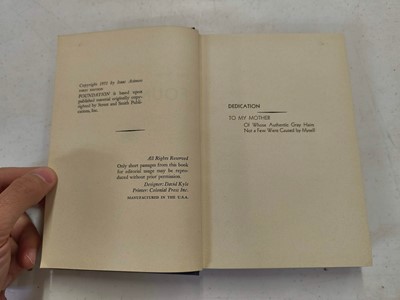 Copyright 1951 by Isaac Asimov
FIRST EDITION
FOUNDATION is based upon
published material originally copy-
righted by Street and Smith Publi-
cations, Inc.
All Rights Reserved
Only short passages from this book
for editorial usage may be repro-
duced without prior permission.
Designer: David Kyle
Printer: Colonial Press Inc.
MANUFACTURED IN THE U.S.A.
DEDICATION
TO MY MOTHER
Of Whose Authentic Gray Hairs
Not a Few Were Caused by Myself